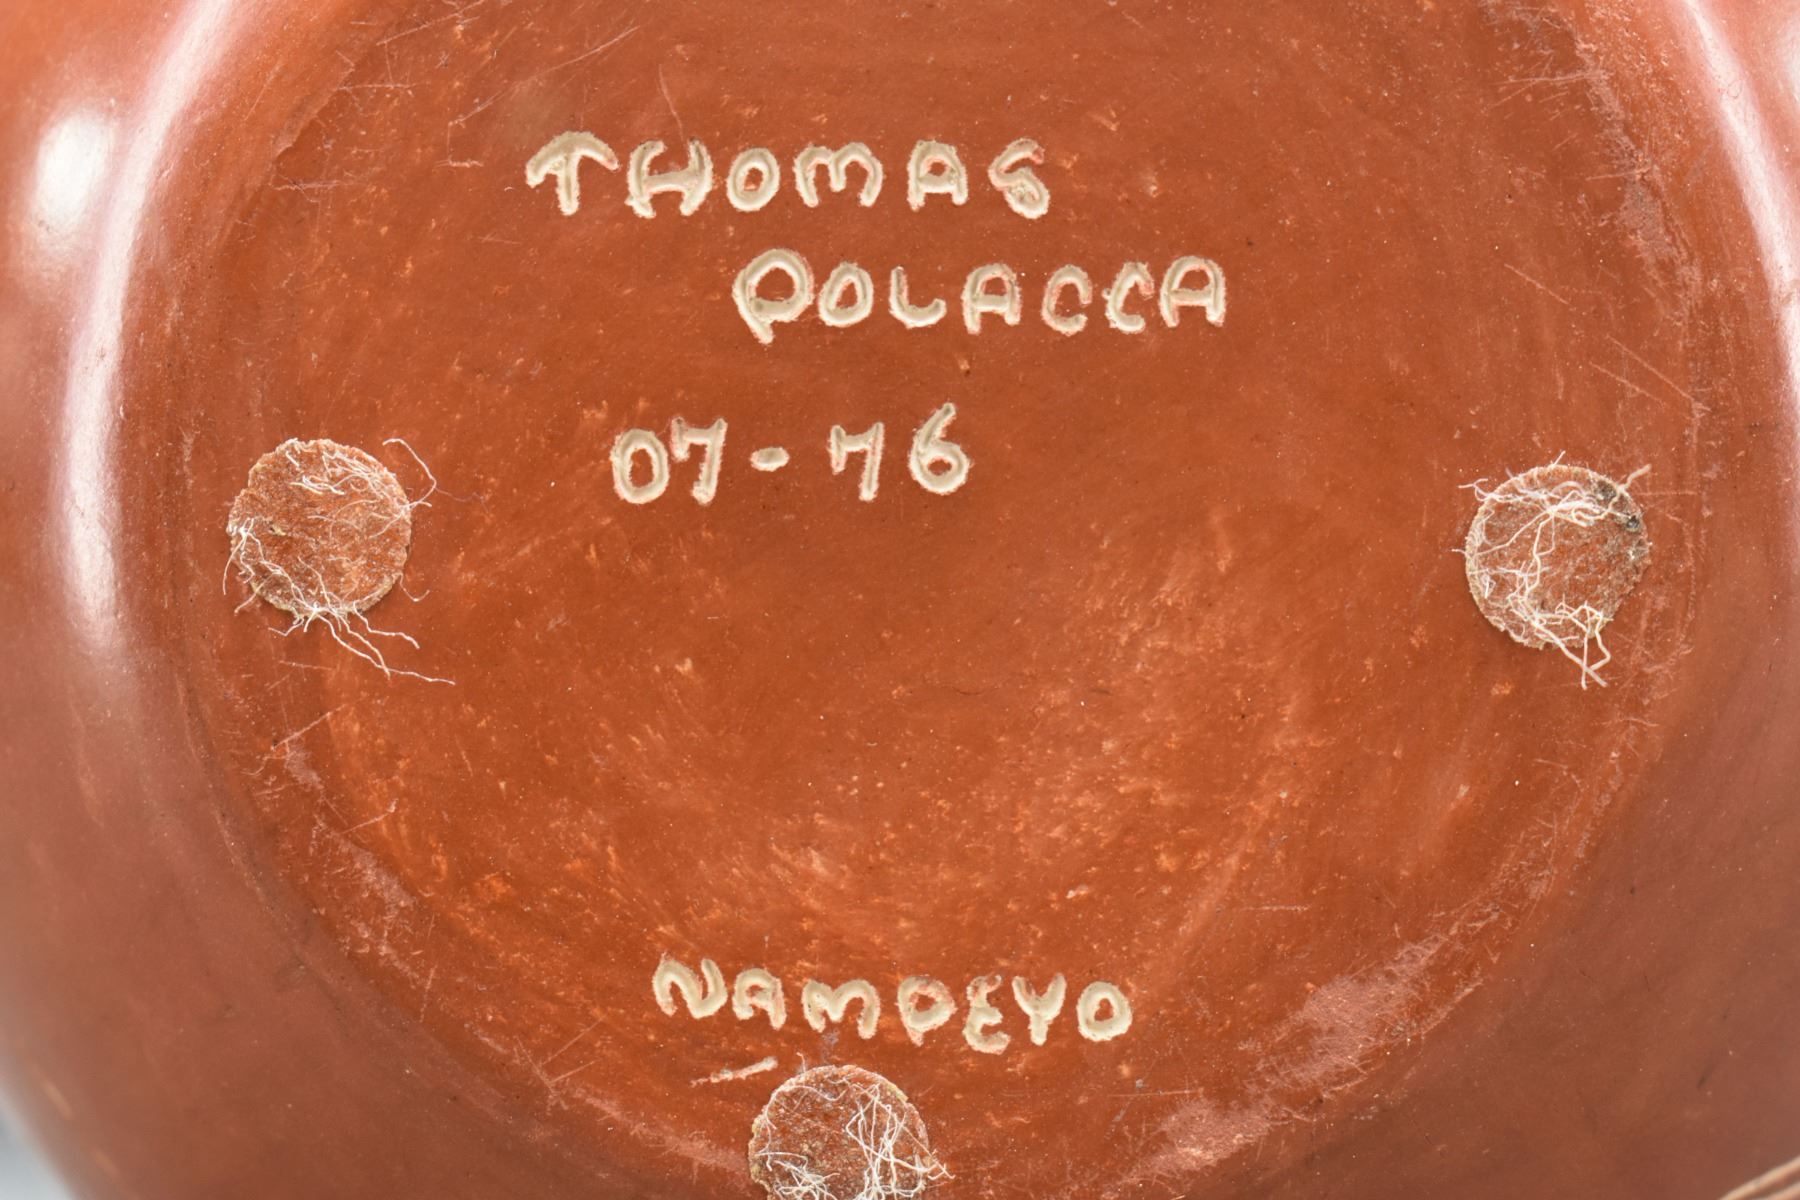 THOMAS
POLACCA
07-76
NAMPEYO